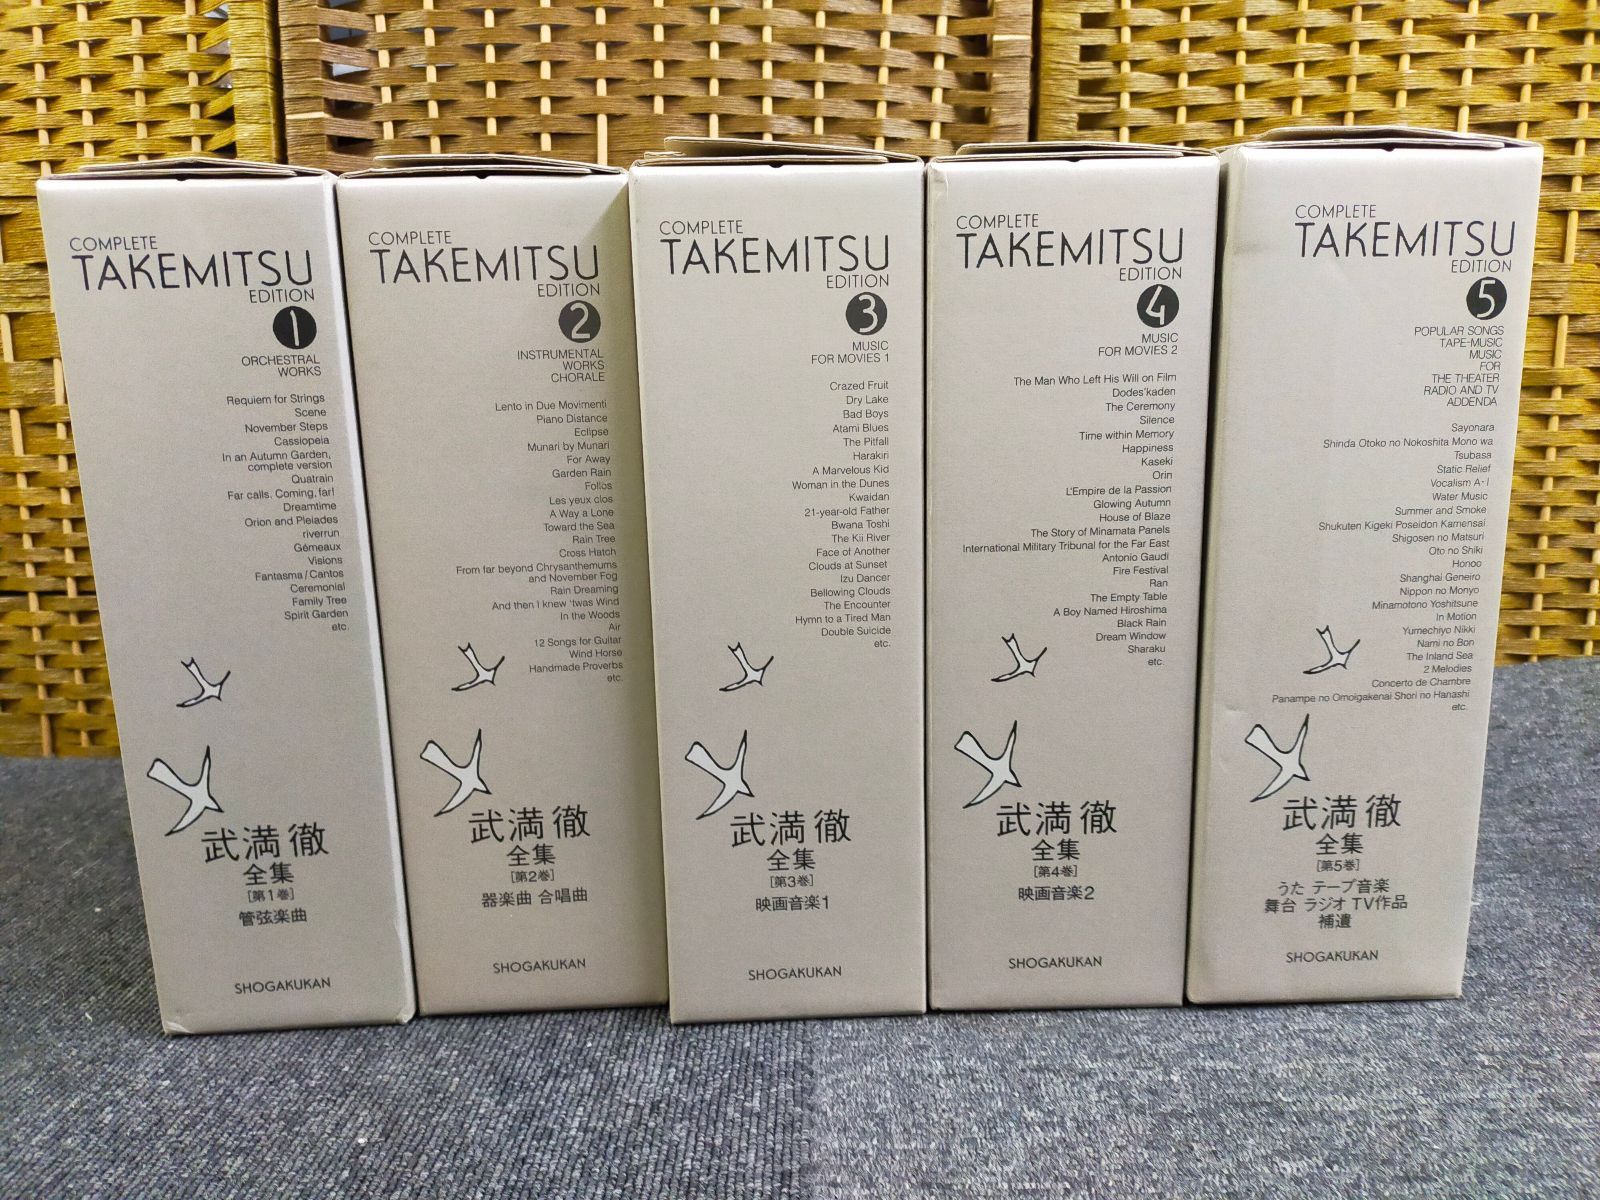 COMPLETE
TAKEMITSU
EDITION
1
ORCHESTRAL
WORKS
Requiem for Strings
Scene
November Steps
Cassiopeia
In an Autumn Garden,
complete version
Quatrain
Far calls. Coming, far!
Dreamtime
Orion and Pleiades
riverrun
Gémeaux
Visions
Fantasma / Cantos
Ceremonial
Family Tree
Spirit Garden
etc.
武満 徹
全集
[第1巻]
管弦楽曲
SHOGAKUKAN
COMPLETE
TAKEMITSU
EDITION
2
INSTRUMENTAL
WORKS
CHORALE
Lento in Due Movimenti
Piano Distance
Eclipse
Munari by Munari
For Away
Garden Rain
Folios
Les yeux clos
A Way a Lone
Toward the Sea
Rain Tree
Cross Hatch
From far beyond Chrysanthemums
and November Fog
Rain Dreaming
And then I knew 'twas Wind
In the Woods
Air
12 Songs for Guitar
Wind Horse
Handmade Proverbs
etc.
武満 徹
全集
[第2巻]
器楽曲 合唱曲
SHOGAKUKAN
COMPLETE
TAKEMITSU
EDITION
3
MUSIC
FOR MOVIES 1
Crazed Fruit
Dry Lake
Bad Boys
Atami Blues
The Pitfall
Harakiri
A Marvelous Kid
Woman in the Dunes
Kwaidan
21-year-old Father
Bwana Toshi
The Kii River
Face of Another
Clouds at Sunset
Izu Dancer
Bellowing Clouds
The Encounter
Hymn to a Tired Man
Double Suicide
etc.
武満 徹
全集
[第3巻]
映画音楽1
SHOGAKUKAN
COMPLETE
TAKEMITSU
EDITION
4
MUSIC
FOR MOVIES 2
The Man Who Left His Will on Film
Dodes'kaden
The Ceremony
Silence
Time within Memory
Happiness
Kaseki
Orin
L'Empire de la Passion
Glowing Autumn
House of Blaze
The Story of Minamata Panels
International Military Tribunal for the Far East
Antonio Gaudí
Fire Festival
Ran
The Empty Table
A Boy Named Hiroshima
Black Rain
Dream Window
Sharaku
etc.
武満 徹
全集
[第4巻]
映画音楽2
SHOGAKUKAN
COMPLETE
TAKEMITSU
EDITION
5
POPULAR SONGS
TAPE-MUSIC
MUSIC
FOR
THE THEATER
RADIO AND TV
ADDENDA
Sayonara
Shinda Otoko no Nokoshita Mono wa
Tsubasa
Static Relief
Vocalism A·I
Water Music
Summer and Smoke
Shukuten Kigeki Poseidon Kamensai
Shigosen no Matsuri
Oto no Shiki
Honoo
Shanghai Geneiro
Nippon no Monyo
Minamotono Yoshitsune
In Motion
Yumechiyo Nikki
Nami no Bon
The Inland Sea
2 Melodies
Concerto de Chambre
Panampe no Omoigakenai Shori no Hanashi
etc.
武満 徹
全集
[第5巻]
うた テープ音楽
舞台 ラジオ TV作品
補遺
SHOGAKUKAN